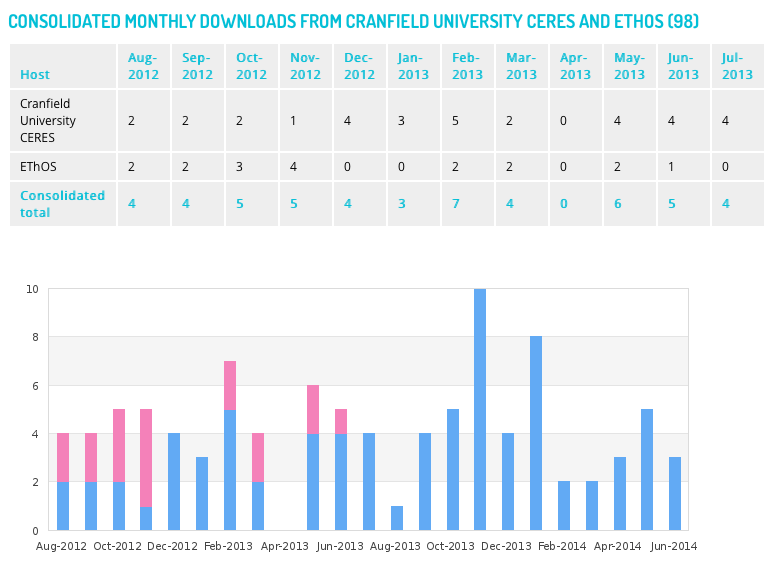 CONSOLIDATED MONTHLY DOWNLOADS FROM CRANFIELD UNIVERSITY CERES AND ETHOS (98)
Host Aug-2012 Sep-2012 Oct-2012 Nov-2012 Dec-2012 Jan-2013 Feb-2013 Mar-2013 Apr-2013 May-2013 Jun-2013 Jul-2013
Cranfield University CERES 2 2 2 1 4 3 5 2 0 4 4 4
EThOS 2 2 3 4 0 0 2 2 0 2 1 0
Consolidated total 4 4 5 5 4 3 7 4 0 6 5 4
10
8
6
4
2
0
Aug-2012 Oct-2012 Dec-2012 Feb-2013 Apr-2013 Jun-2013 Aug-2013 Oct-2013 Dec-2013 Feb-2014 Apr-2014 Jun-2014